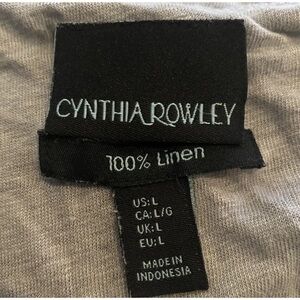 CYNTHIA ROWLEY
100% Linen
US:L
CA:L/G
UK:L
EU:L
MADE IN
INDONESIA